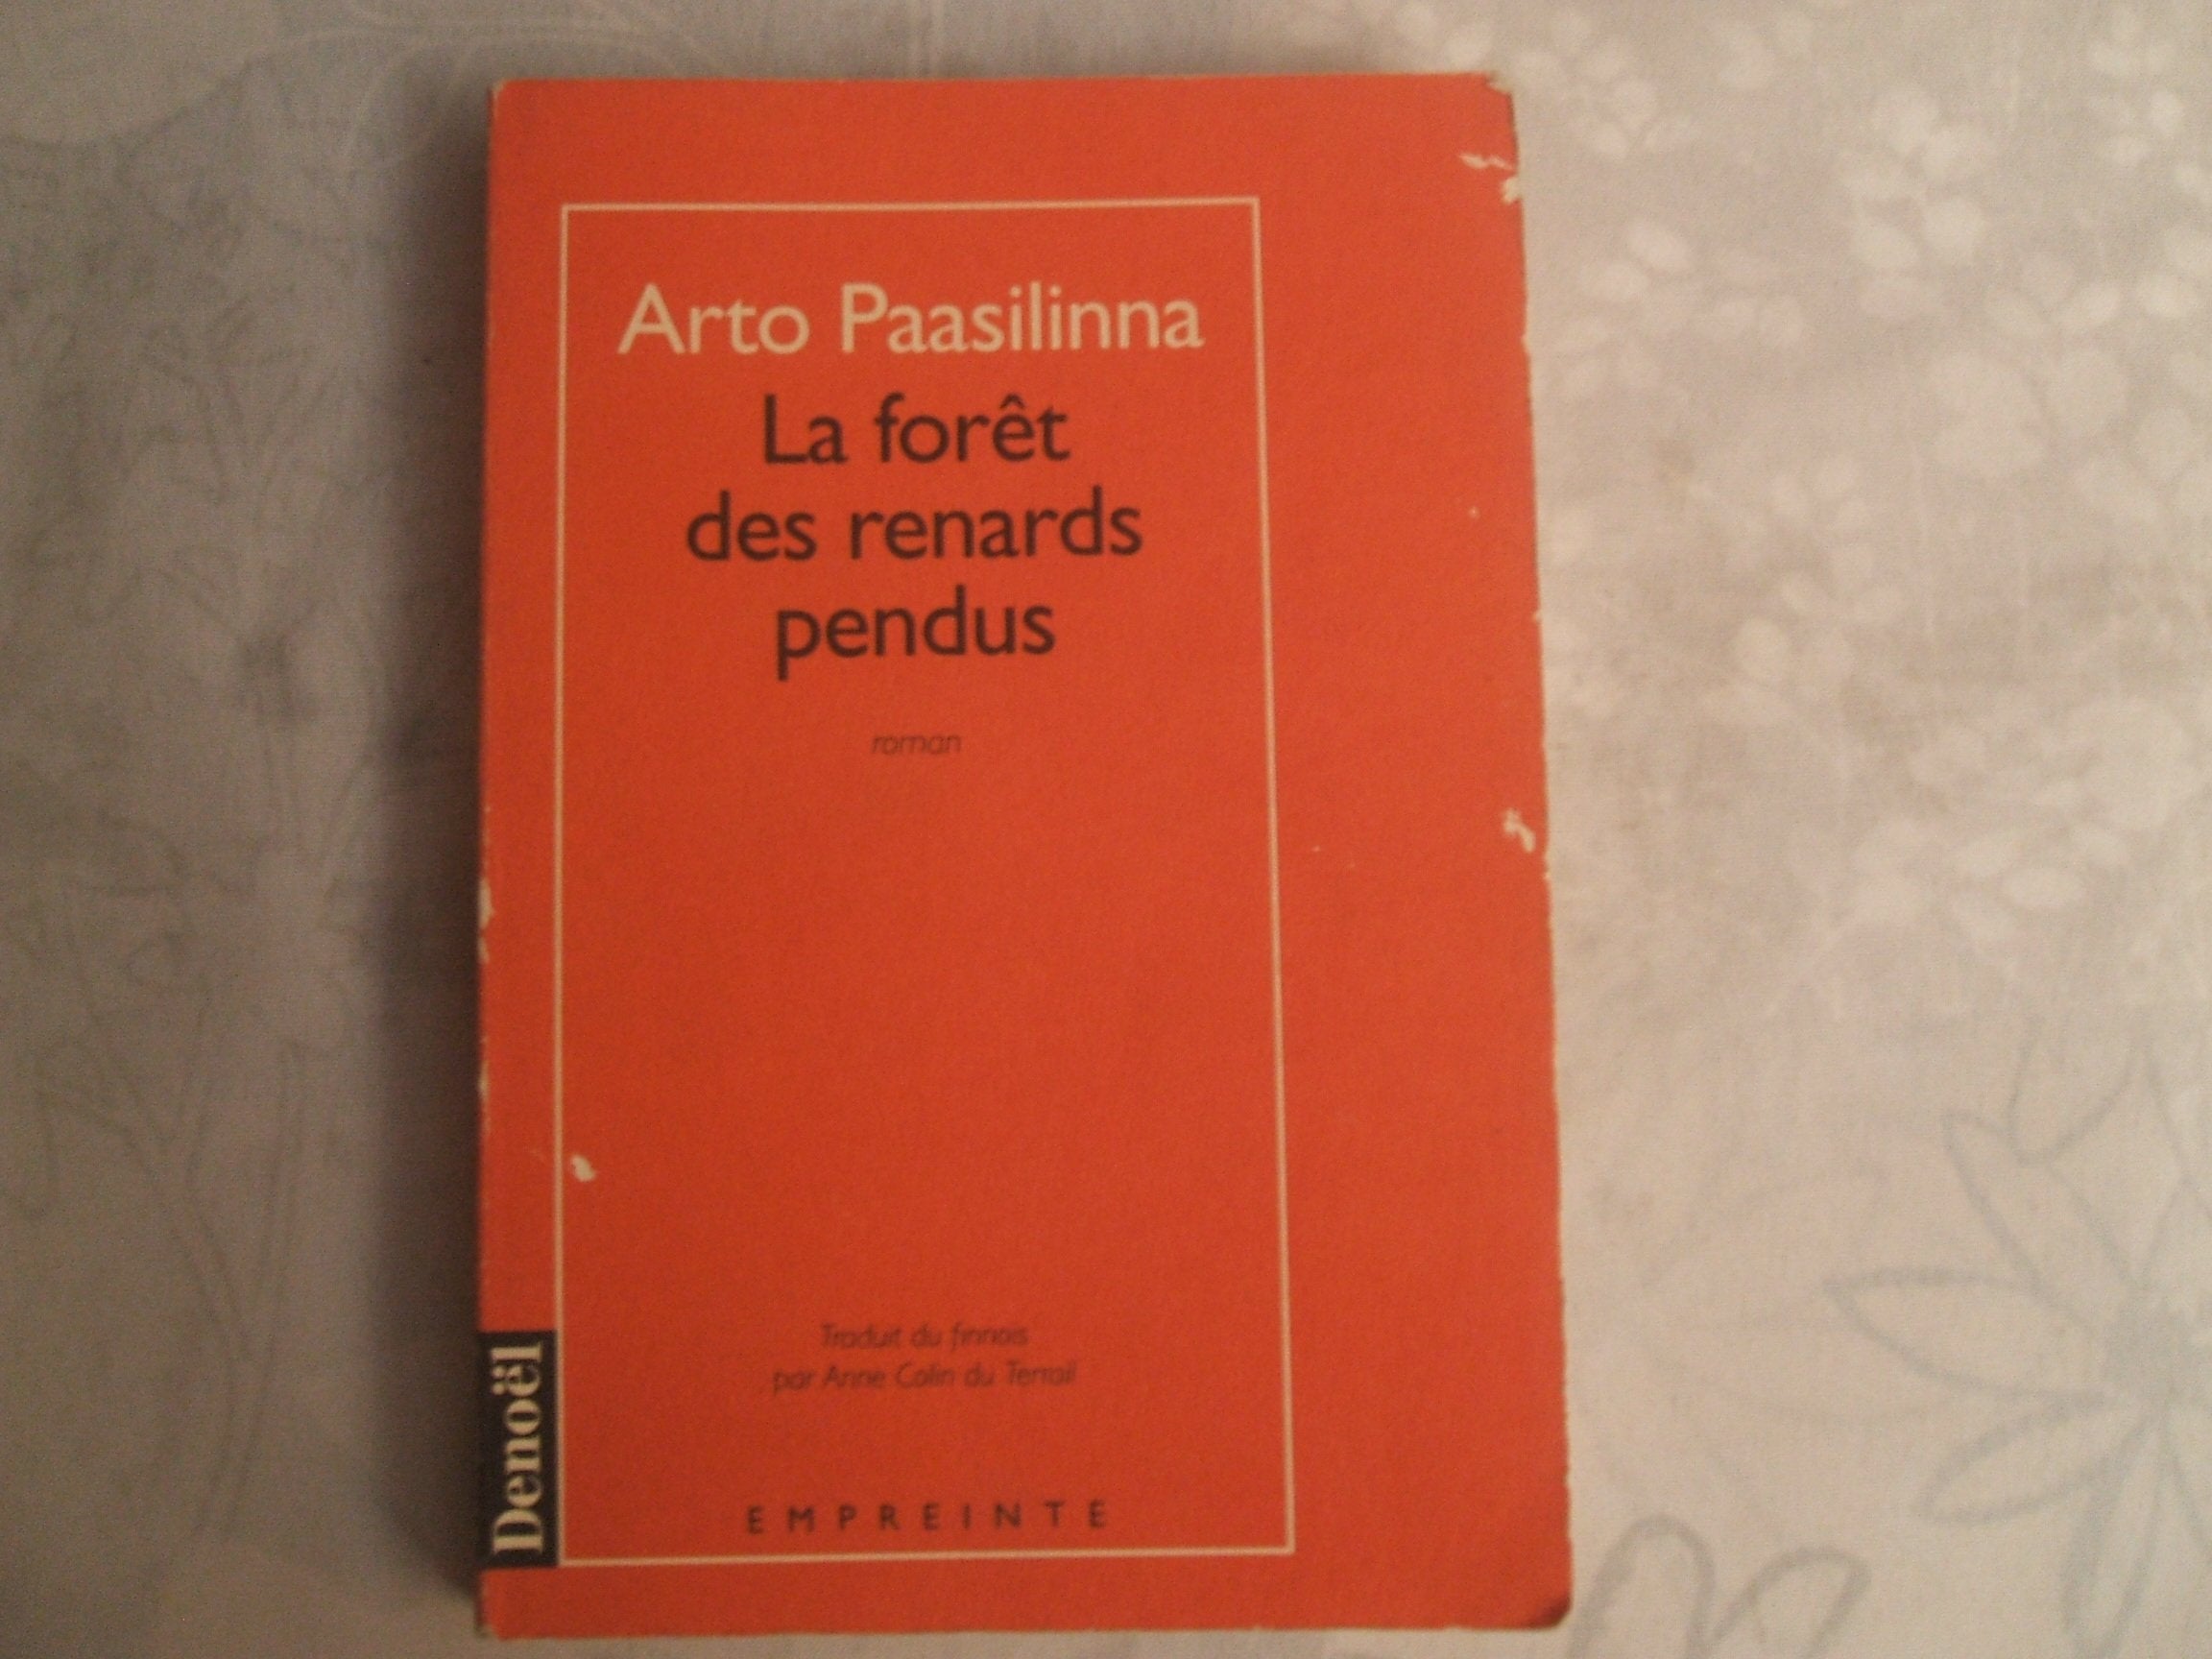 Arto Paasilinna
La forêt
des renards
pendus
roman
Traduit du finnois
par Anne Colin du Terrail
EMPREINTE
Denoël